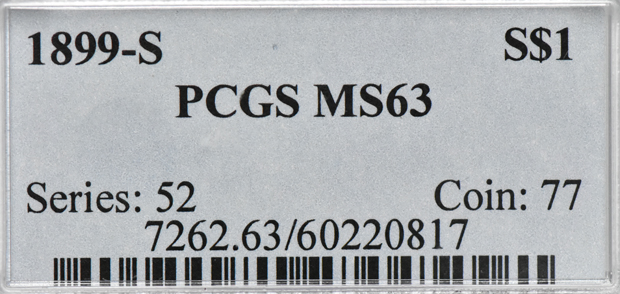 1899-S S$1
PCGS MS63
Series: 52 Coin: 77
7262.63/60220817